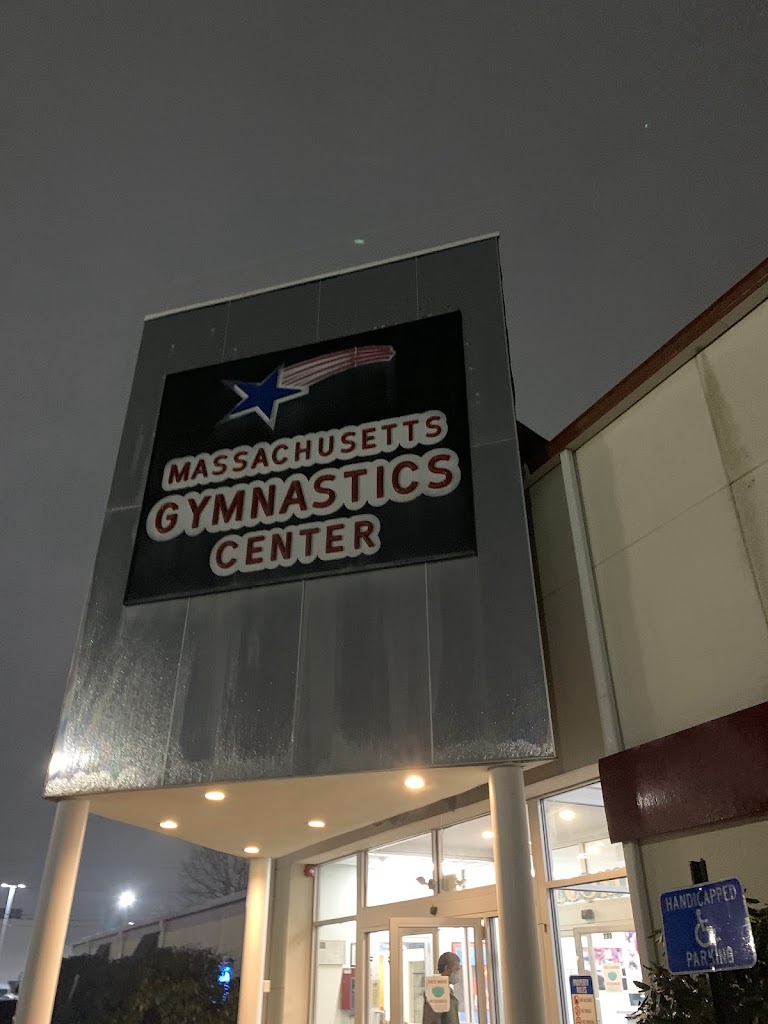 MASSACHUSETTS
GYMNASTICS
CENTER
HANDICAPPED
PARKING